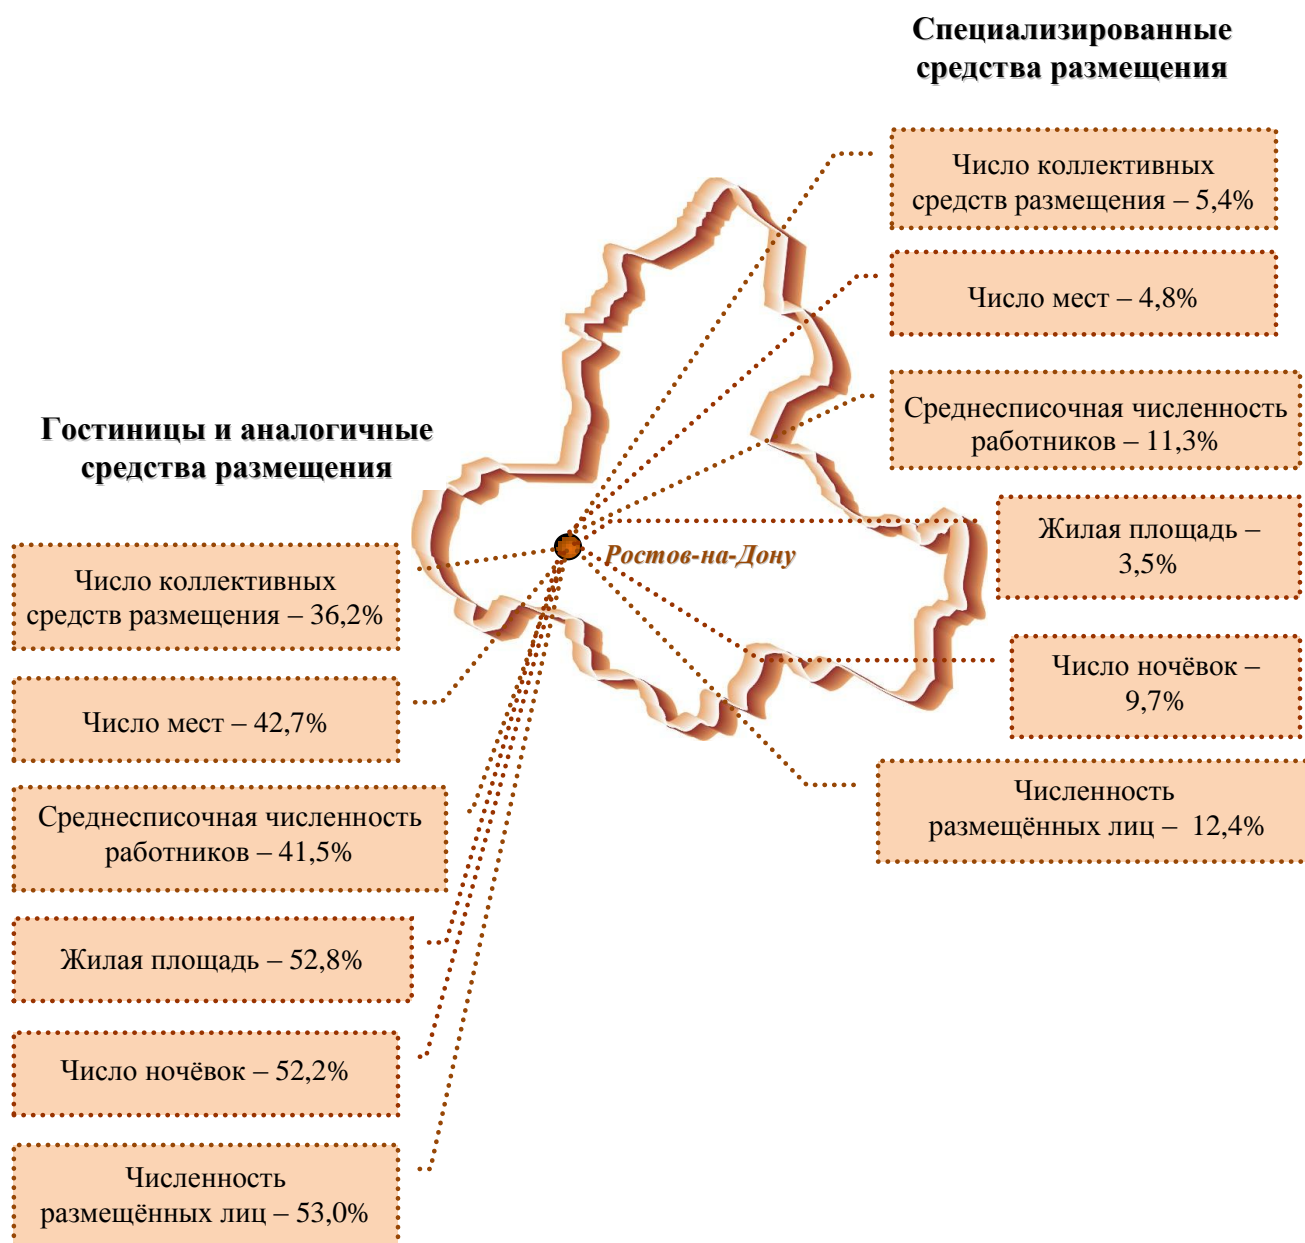 Специализированные
средства размещения
Число коллективных
средств размещения – 5,4%
Число мест – 4,8%
Среднесписочная численность
работников – 11,3%
Жилая площадь –
3,5%
Число ночёвок –
9,7%
Численность
размещённых лиц –  12,4%
Ростов-на-Дону
Гостиницы и аналогичные
средства размещения
Число коллективных
средств размещения – 36,2%
Число мест – 42,7%
Среднесписочная численность
работников – 41,5%
Жилая площадь – 52,8%
Число ночёвок – 52,2%
Численность
размещённых лиц – 53,0%